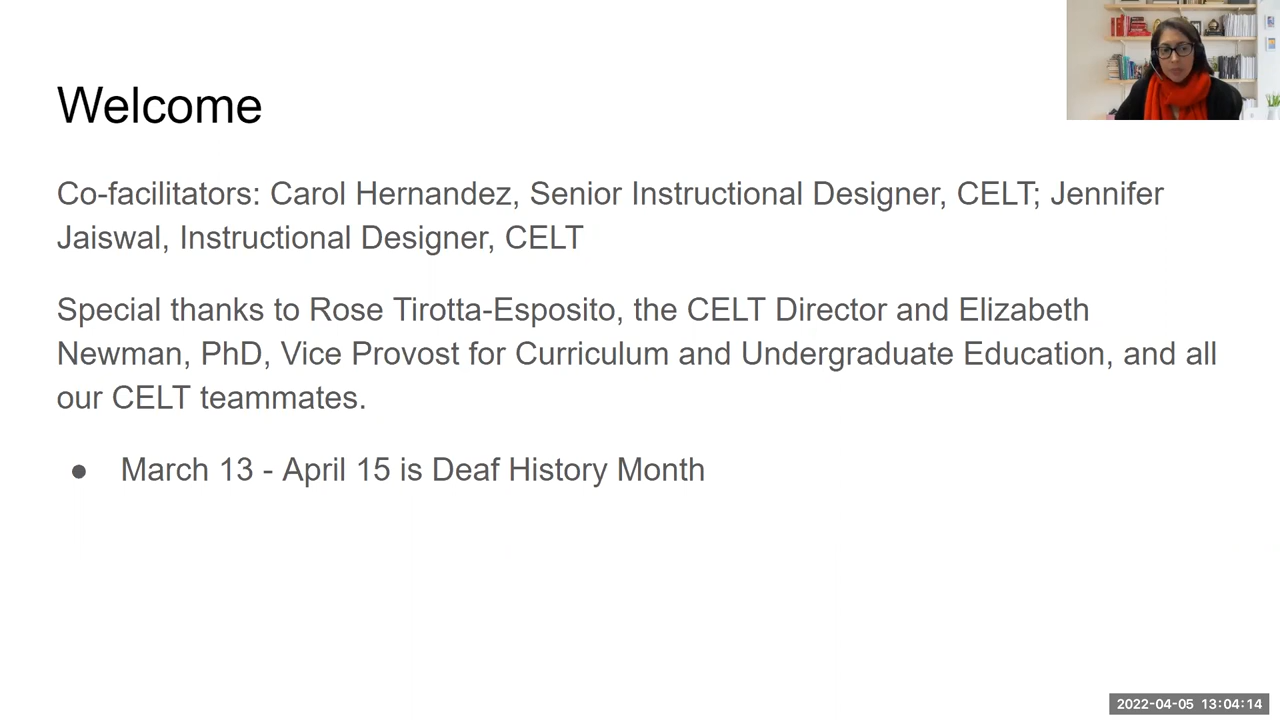 Welcome
Co-facilitators: Carol Hernandez, Senior Instructional Designer, CELT; Jennifer
Jaiswal, Instructional Designer, CELT
Special thanks to Rose Tirotta-Esposito, the CELT Director and Elizabeth
Newman, PhD, Vice Provost for Curriculum and Undergraduate Education, and all
our CELT teammates.
● March 13 - April 15 is Deaf History Month
2022-04-05 13:04:14